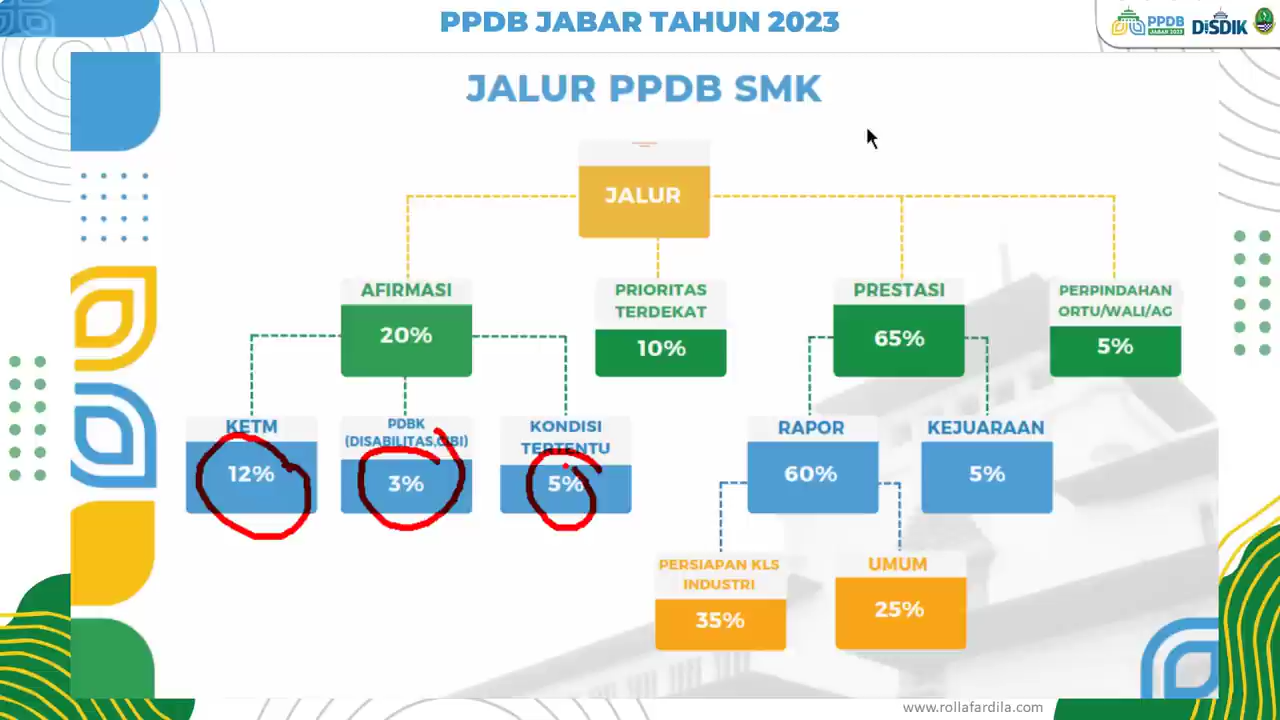 PPDB JABAR TAHUN 2023
PPDB
JABAR 2023
DISDIK
JALUR PPDB SMK
JALUR
AFIRMASI
20%
PRIORITAS
TERDEKAT
10%
PRESTASI
65%
PERPINDAHAN
ORTU/WALI/AG
5%
KETM
12%
PDBK
(DISABILITAS,CIBI)
3%
KONDISI
TERTENTU
5%
RAPOR
60%
KEJUARAAN
5%
PERSIAPAN KLS
INDUSTRI
35%
UMUM
25%
www.rollafardila.com